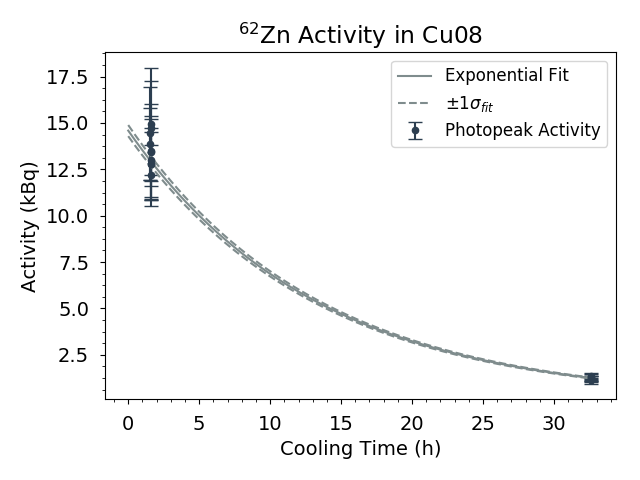 ⁶²Zn Activity in Cu08
Exponential Fit
±1σ_fit
Photopeak Activity
Activity (kBq)
17.5
15.0
12.5
10.0
7.5
5.0
2.5
0 5 10 15 20 25 30
Cooling Time (h)